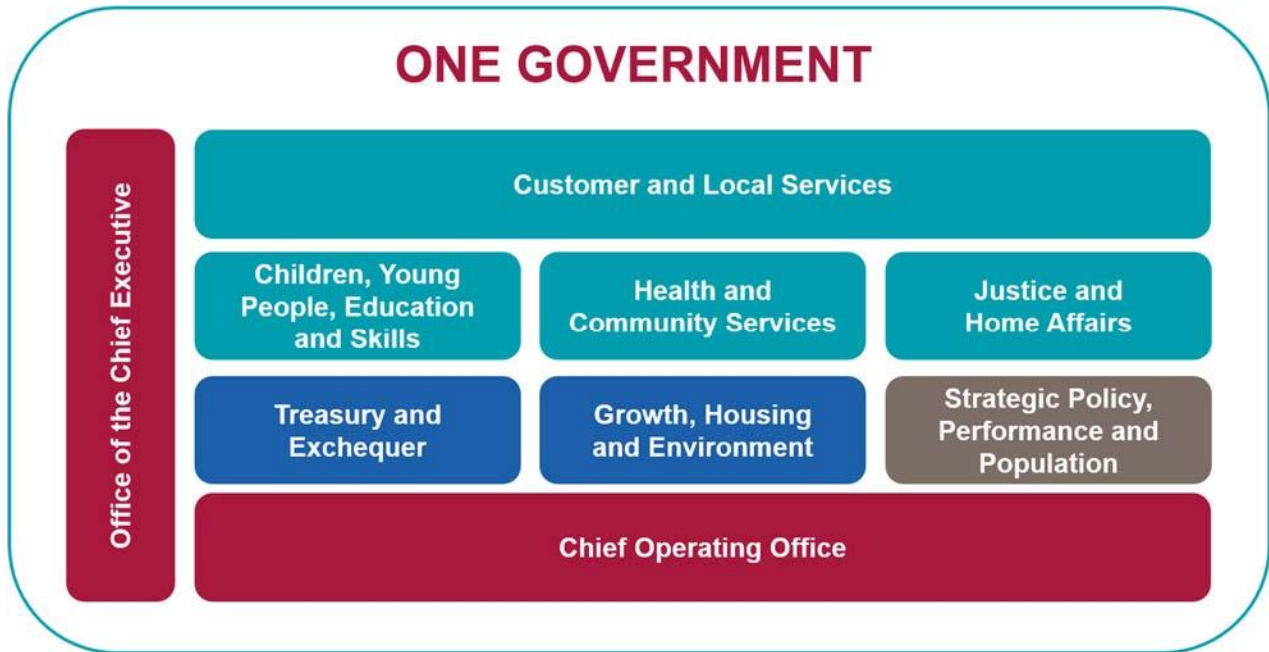 ONE GOVERNMENT
Office of the Chief Executive
Customer and Local Services
Children, Young
People, Education
and Skills
Health and
Community Services
Justice and
Home Affairs
Treasury and
Exchequer
Growth, Housing
and Environment
Strategic Policy,
Performance and
Population
Chief Operating Office